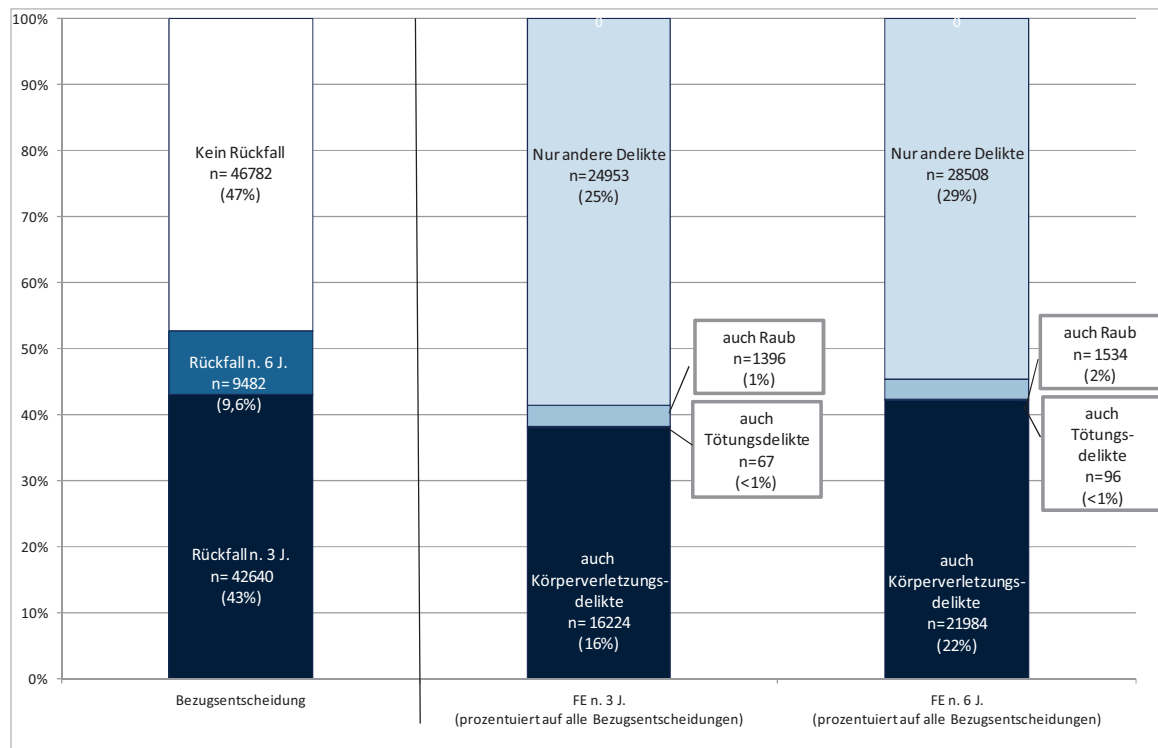 100%
90%
80%
70%
60%
50%
40%
30%
20%
10%
0%
Kein Rückfall
n= 46782
(47%)
Rückfall n. 6 J.
n= 9482
(9,6%)
Rückfall n. 3 J.
n= 42640
(43%)
0
Nur andere Delikte
n=24953
(25%)
auch Raub
n=1396
(1%)
auch
Tötungsdelikte
n=67
(<1%)
auch
Körperverletzungs-
delikte
n= 16224
(16%)
0
Nur andere Delikte
n= 28508
(29%)
auch Raub
n= 1534
(2%)
auch
Tötungs-
delikte
n=96
(<1%)
auch
Körperverletzungs-
delikte
n=21984
(22%)
Bezugsentscheidung
FE n. 3 J.
(prozentuiert auf alle Bezugsentscheidungen)
FE n. 6 J.
(prozentuiert auf alle Bezugsentscheidungen)